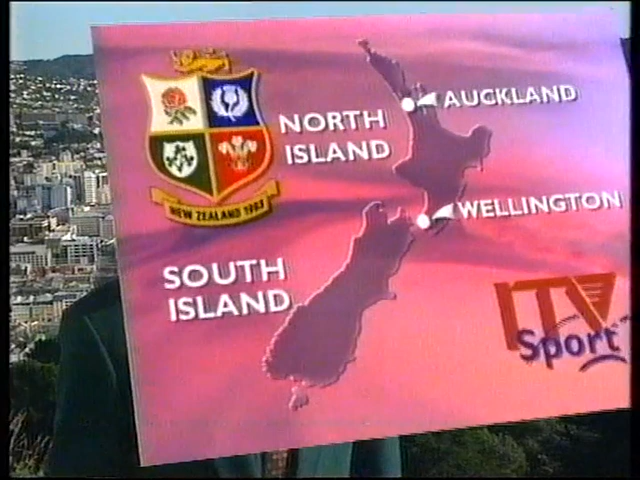 AUCKLAND
NORTH
ISLAND
WELLINGTON
NEW ZEALAND 1993
SOUTH
ISLAND
ITV
Sport